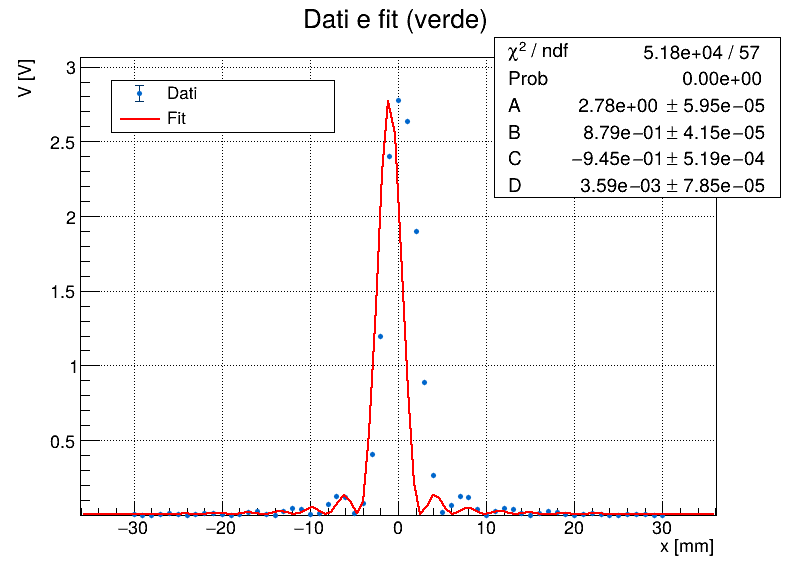 Dati e fit (verde)
χ² / ndf 5.18e+04 / 57
Prob 0.00e+00
A 2.78e+00 ± 5.95e−05
B 8.79e−01 ± 4.15e−05
C −9.45e−01 ± 5.19e−04
D 3.59e−03 ± 7.85e−05
V [V]
Dati
Fit
3
2.5
2
1.5
1
0.5
−30 −20 −10 0 10 20 30
x [mm]